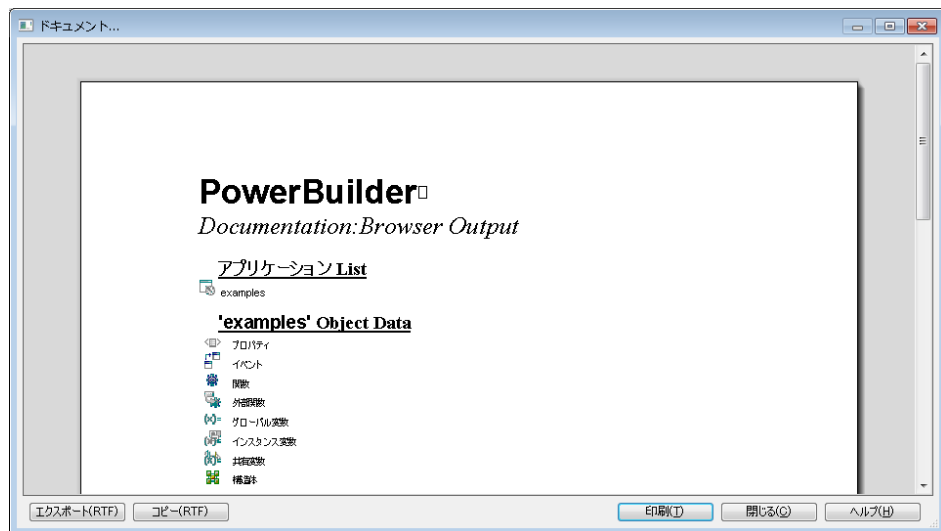 ドキュメント...
PowerBuilder
Documentation:Browser Output
アプリケーション List
examples
'examples' Object Data
プロパティ
イベント
関数
外部関数
グローバル変数
インスタンス変数
共有変数
構造体
エクスポート(RTF) コピー(RTF) 印刷(T) 閉じる(C) ヘルプ(H)